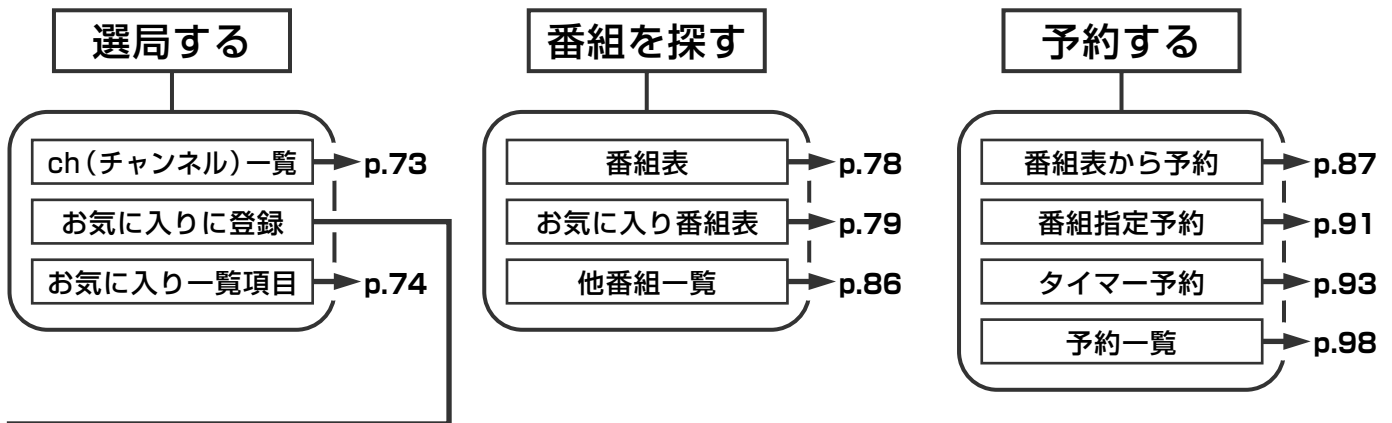 選局する
ch(チャンネル)一覧 p.73
お気に入りに登録
お気に入り一覧項目 p.74
番組を探す
番組表 p.78
お気に入り番組表 p.79
他番組一覧 p.86
予約する
番組表から予約 p.87
番組指定予約 p.91
タイマー予約 p.93
予約一覧 p.98